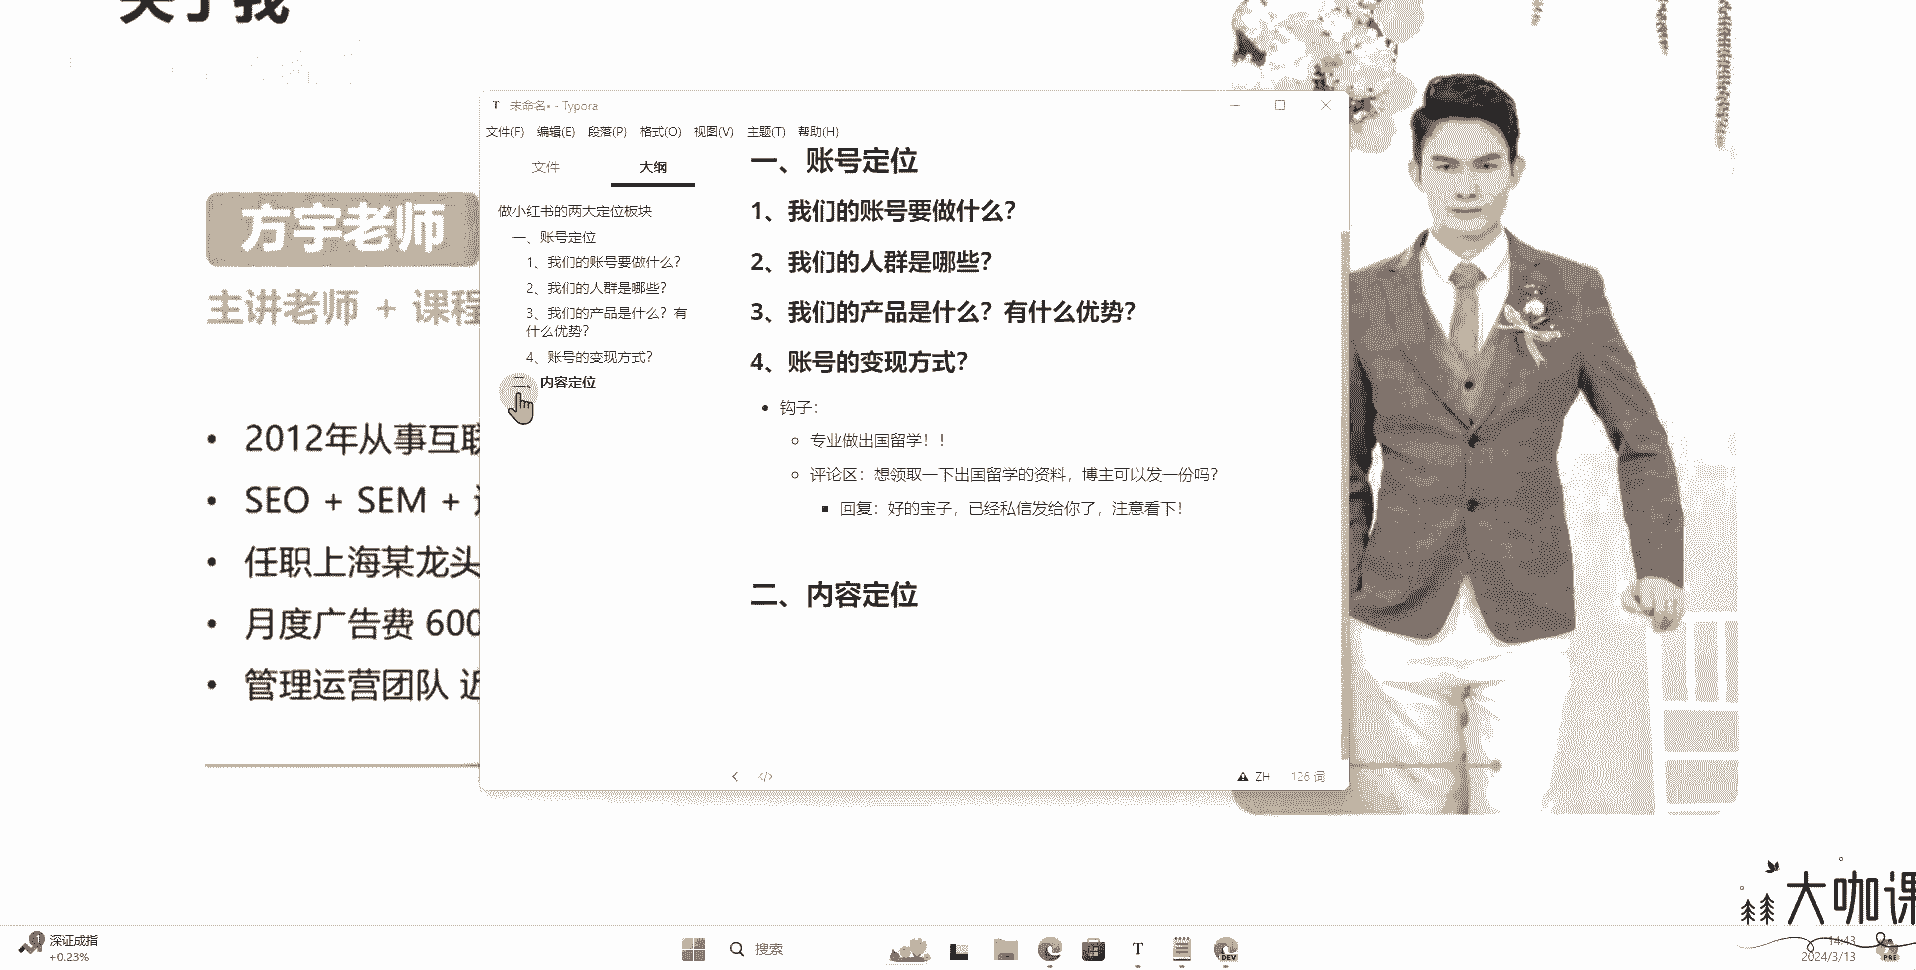 关于我
方宇老师
主讲老师 + 课程
• 2012年从事互联
• SEO + SEM +
• 任职上海某龙头
• 月度广告费 600
• 管理运营团队 近
T 未命名• - Typora
文件(F) 编辑(E) 段落(P) 格式(O) 视图(V) 主题(T) 帮助(H)
文件 大纲
做小红书的两大定位板块
一、账号定位
1、我们的账号要做什么?
2、我们的人群是哪些?
3、我们的产品是什么? 有
什么优势?
4、账号的变现方式?
二、内容定位
一、账号定位
1、我们的账号要做什么?
2、我们的人群是哪些?
3、我们的产品是什么? 有什么优势?
4、账号的变现方式?
• 钩子:
○ 专业做出国留学! !
○ 评论区: 想领取一下出国留学的资料, 博主可以发一份吗?
▪ 回复: 好的宝子, 已经私信发给你了, 注意看下!
二、内容定位
</> ZH 126 词
大咖课
深证成指
+0.23%
搜索
T
DEV
14:43
2024/3/13
PRE